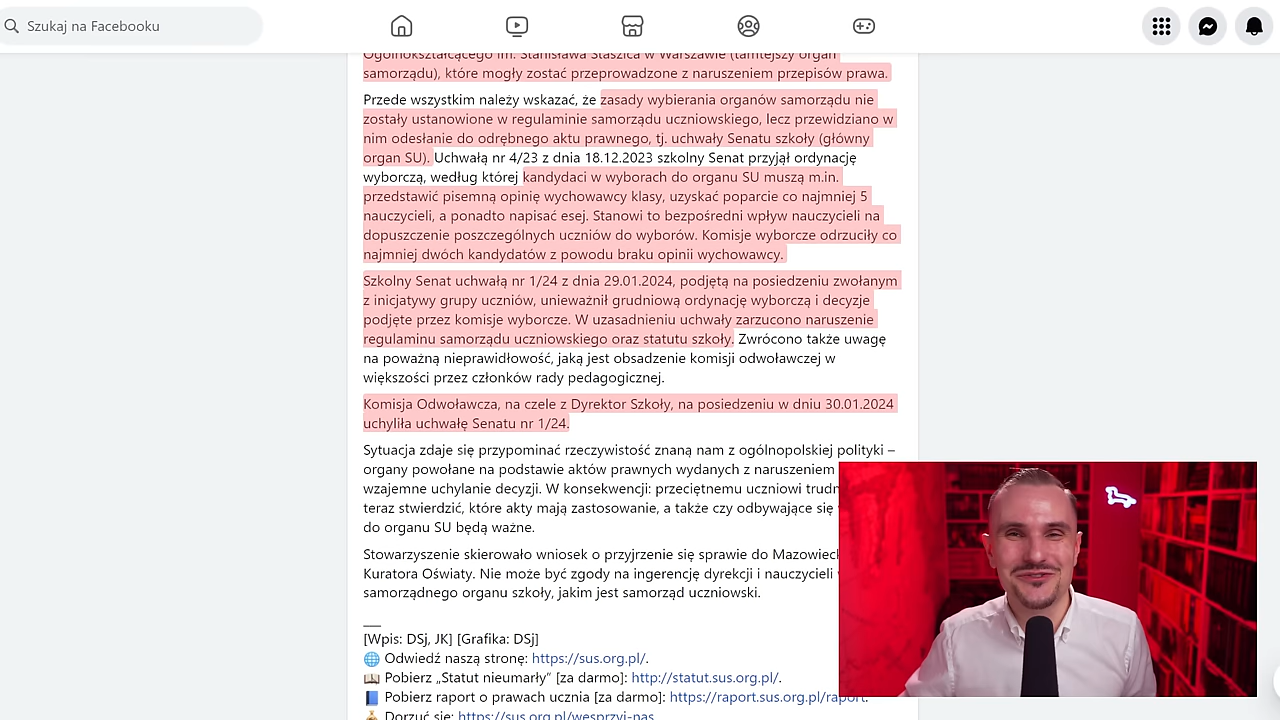 Szukaj na Facebooku
Ogólnokształcącego im. Stanisława Staszica w Warszawie (tamtejszy organ
samorządu), które mogły zostać przeprowadzone z naruszeniem przepisów prawa.
Przede wszystkim należy wskazać, że zasady wybierania organów samorządu nie
zostały ustanowione w regulaminie samorządu uczniowskiego, lecz przewidziano w
nim odesłanie do odrębnego aktu prawnego, tj. uchwały Senatu szkoły (główny
organ SU). Uchwałą nr 4/23 z dnia 18.12.2023 szkolny Senat przyjął ordynację
wyborczą, według której kandydaci w wyborach do organu SU muszą m.in.
przedstawić pisemną opinię wychowawcy klasy, uzyskać poparcie co najmniej 5
nauczycieli, a ponadto napisać esej. Stanowi to bezpośredni wpływ nauczycieli na
dopuszczenie poszczególnych uczniów do wyborów. Komisje wyborcze odrzuciły co
najmniej dwóch kandydatów z powodu braku opinii wychowawcy.
Szkolny Senat uchwałą nr 1/24 z dnia 29.01.2024, podjętą na posiedzeniu zwołanym
z inicjatywy grupy uczniów, unieważnił grudniową ordynację wyborczą i decyzje
podjęte przez komisje wyborcze. W uzasadnieniu uchwały zarzucono naruszenie
regulaminu samorządu uczniowskiego oraz statutu szkoły. Zwrócono także uwagę
na poważną nieprawidłowość, jaką jest obsadzenie komisji odwoławczej w
większości przez członków rady pedagogicznej.
Komisja Odwoławcza, na czele z Dyrektor Szkoły, na posiedzeniu w dniu 30.01.2024
uchyliła uchwałę Senatu nr 1/24.
Sytuacja zdaje się przypominać rzeczywistość znaną nam z ogólnopolskiej polityki –
organy powołane na podstawie aktów prawnych wydanych z naruszeniem
wzajemne uchylanie decyzji. W konsekwencji: przeciętnemu uczniowi
teraz stwierdzić, które akty mają zastosowanie, a także czy odbywające się
do organu SU będą ważne.
Stowarzyszenie skierowało wniosek o przyjrzenie się sprawie do
Kuratora Oświaty. Nie może być zgody na ingerencję dyrekcji i nauczycieli
samorządnego organu szkoły, jakim jest samorząd uczniowski.
[Wpis: DSj, JK] [Grafika: DSj]
Odwiedź naszą stronę: https://sus.org.pl/.
Pobierz „Statut nieumarły” [za darmo]: http://statut.sus.org.pl/.
Pobierz raport o prawach ucznia [za darmo]: https://raport.sus.org.pl/raport.
Dorzuć się: https://sus.org.pl/wesprzyj-nas